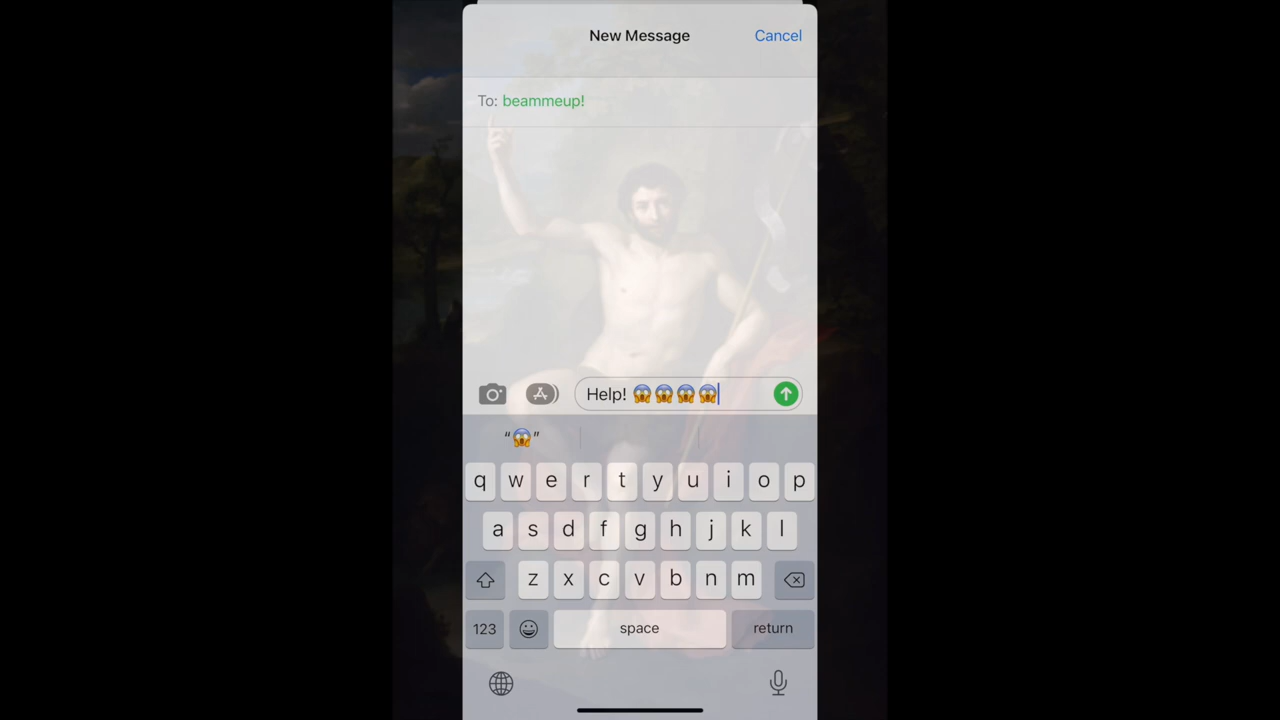 New Message Cancel
To: beammeup!
Help! 😱😱😱😱
“😱”
q w e r t y u i o p
a s d f g h j k l
z x c v b n m
123 space return